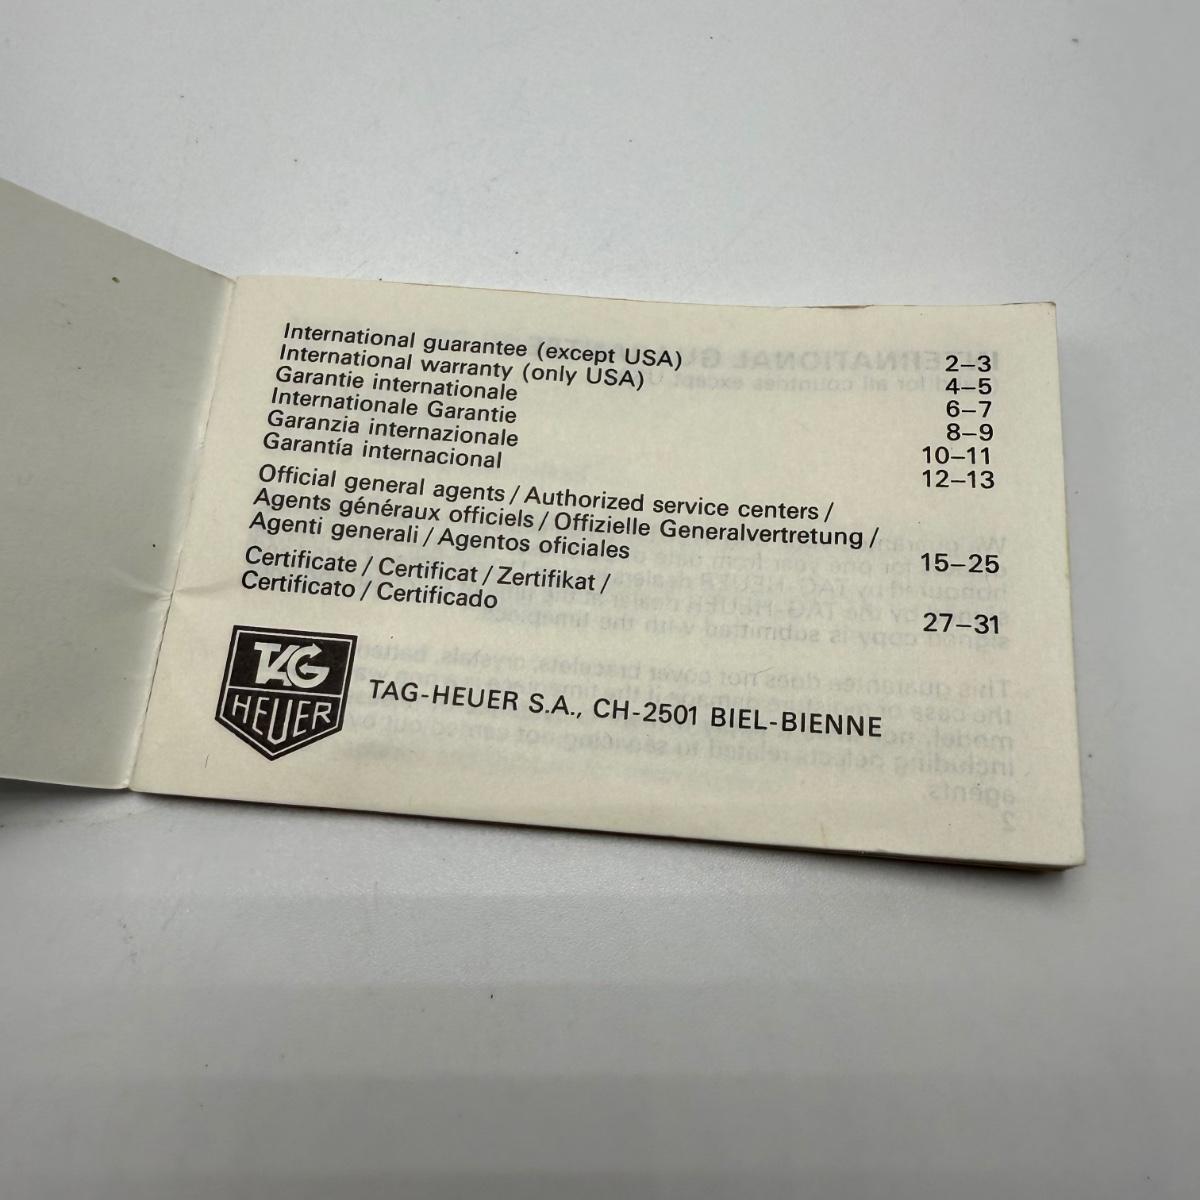 International guarantee (except USA) 2–3
International warranty (only USA) 4–5
Garantie internationale 6–7
Internationale Garantie 8–9
Garanzia internazionale 10–11
Garantía internacional 12–13
Official general agents / Authorized service centers /
Agents généraux officiels / Offizielle Generalvertretung /
Agenti generali / Agentos oficiales 15–25
Certificate / Certificat / Zertifikat /
Certificato / Certificado 27–31
TAG
HEUER
TAG-HEUER S.A., CH-2501 BIEL-BIENNE